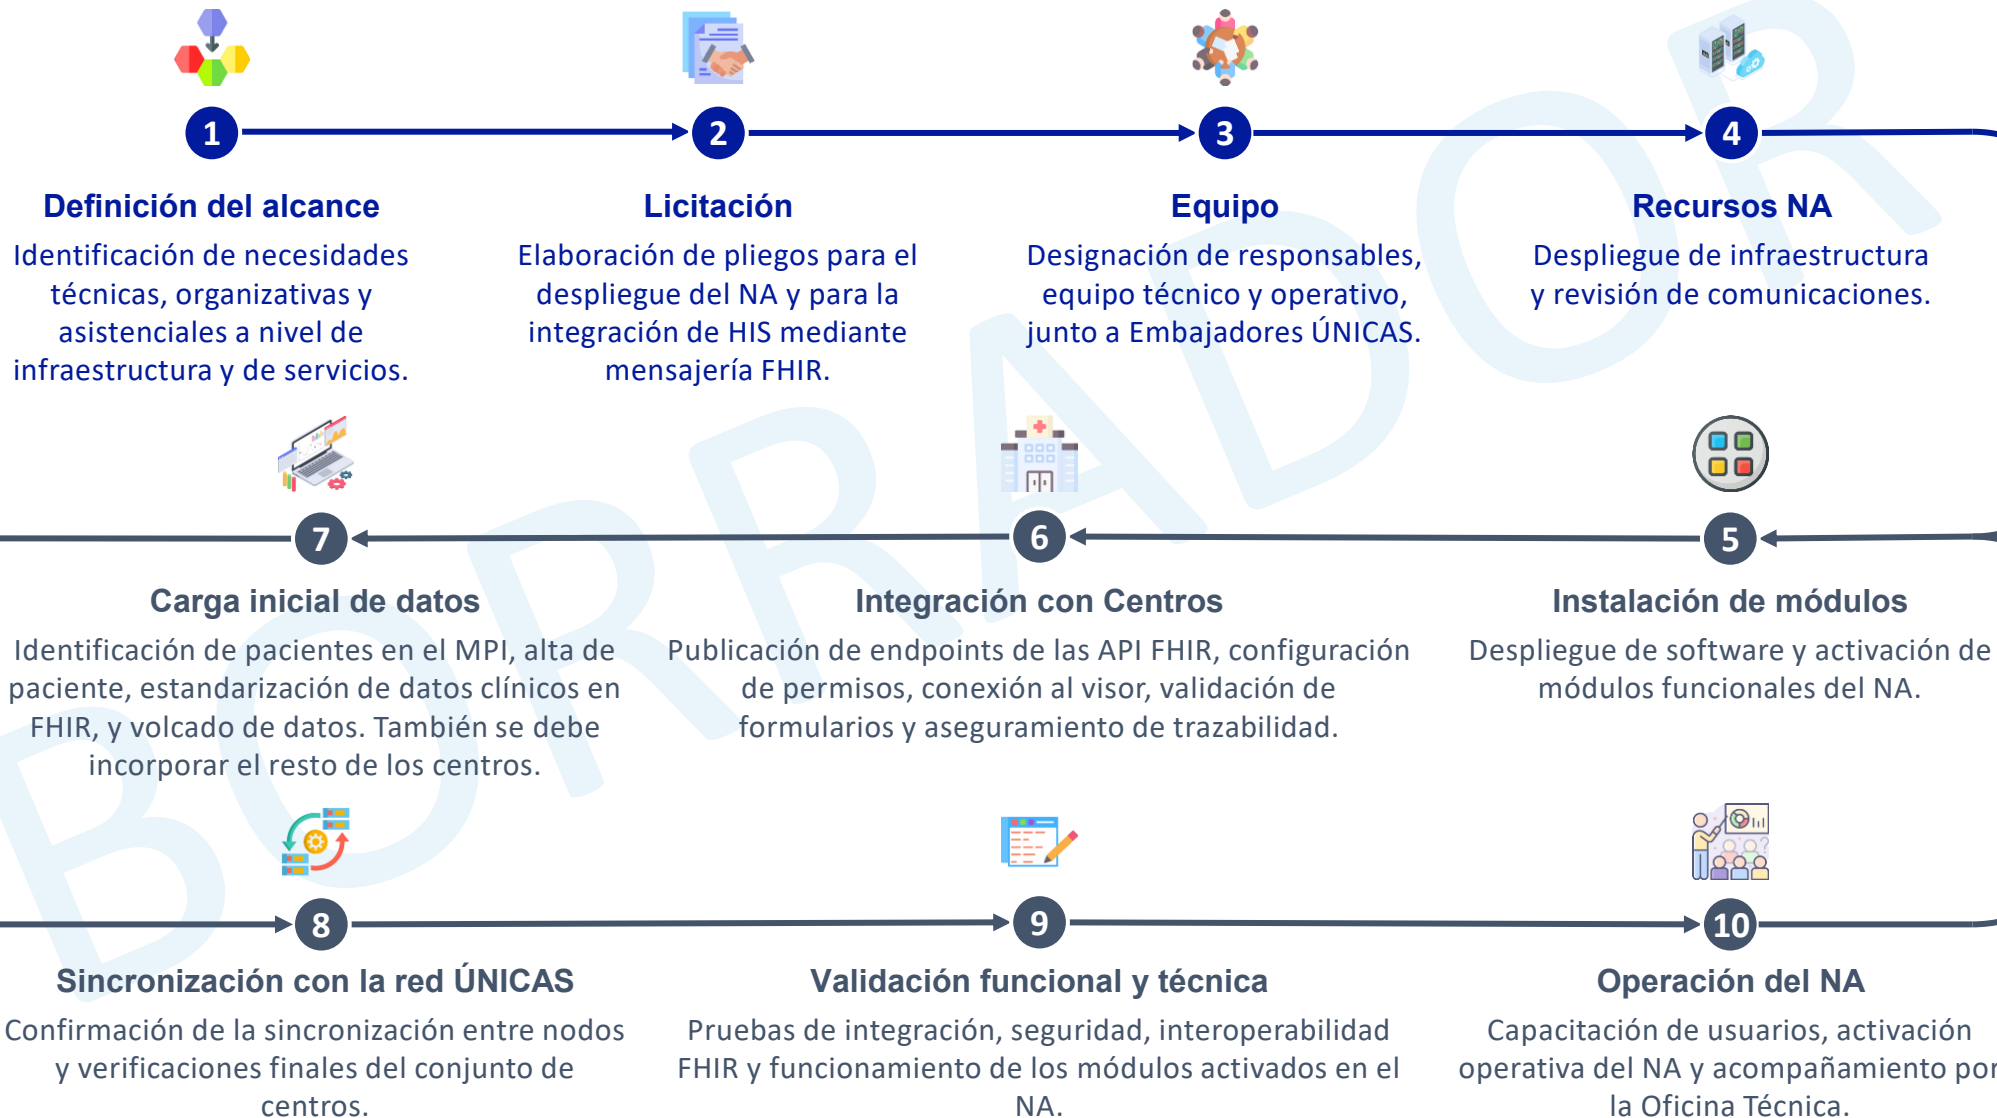 1
2
3
4
Definición del alcance
Identificación de necesidades
técnicas, organizativas y
asistenciales a nivel de
infraestructura y de servicios.
Licitación
Elaboración de pliegos para el
despliegue del NA y para la
integración de HIS mediante
mensajería FHIR.
Equipo
Designación de responsables,
equipo técnico y operativo,
junto a Embajadores ÚNICAS.
Recursos NA
Despliegue de infraestructura
y revisión de comunicaciones.
7
6
5
Carga inicial de datos
Identificación de pacientes en el MPI, alta de
paciente, estandarización de datos clínicos en
FHIR, y volcado de datos. También se debe
incorporar el resto de los centros.
Integración con Centros
Publicación de endpoints de las API FHIR, configuración
de permisos, conexión al visor, validación de
formularios y aseguramiento de trazabilidad.
Instalación de módulos
Despliegue de software y activación de
módulos funcionales del NA.
8
9
10
Sincronización con la red ÚNICAS
Confirmación de la sincronización entre nodos
y verificaciones finales del conjunto de
centros.
Validación funcional y técnica
Pruebas de integración, seguridad, interoperabilidad
FHIR y funcionamiento de los módulos activados en el
NA.
Operación del NA
Capacitación de usuarios, activación
operativa del NA y acompañamiento por
la Oficina Técnica.
BORRADOR